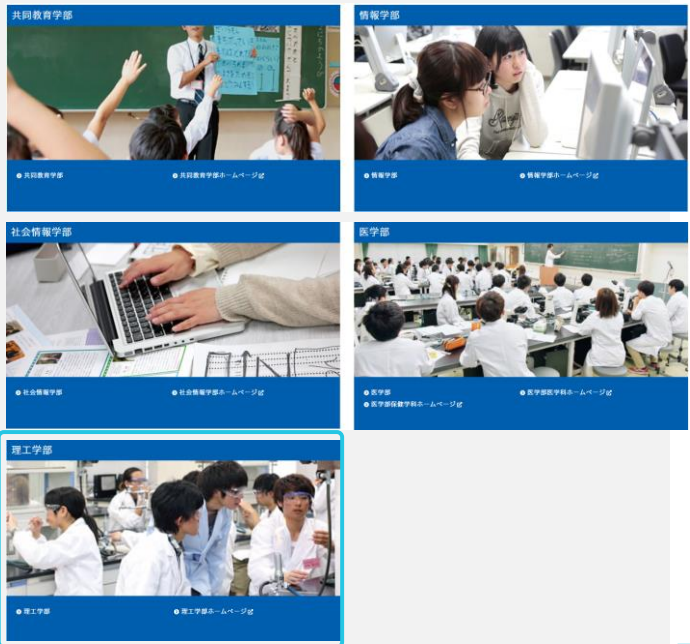 共同教育学部
情報学部
共同教育学部
共同教育学部ホームページ
情報学部
情報学部ホームページ
社会情報学部
医学部
社会情報学部
社会情報学部ホームページ
医学部
医学部医学科ホームページ
医学部保健学科ホームページ
理工学部
理工学部
理工学部ホームページ